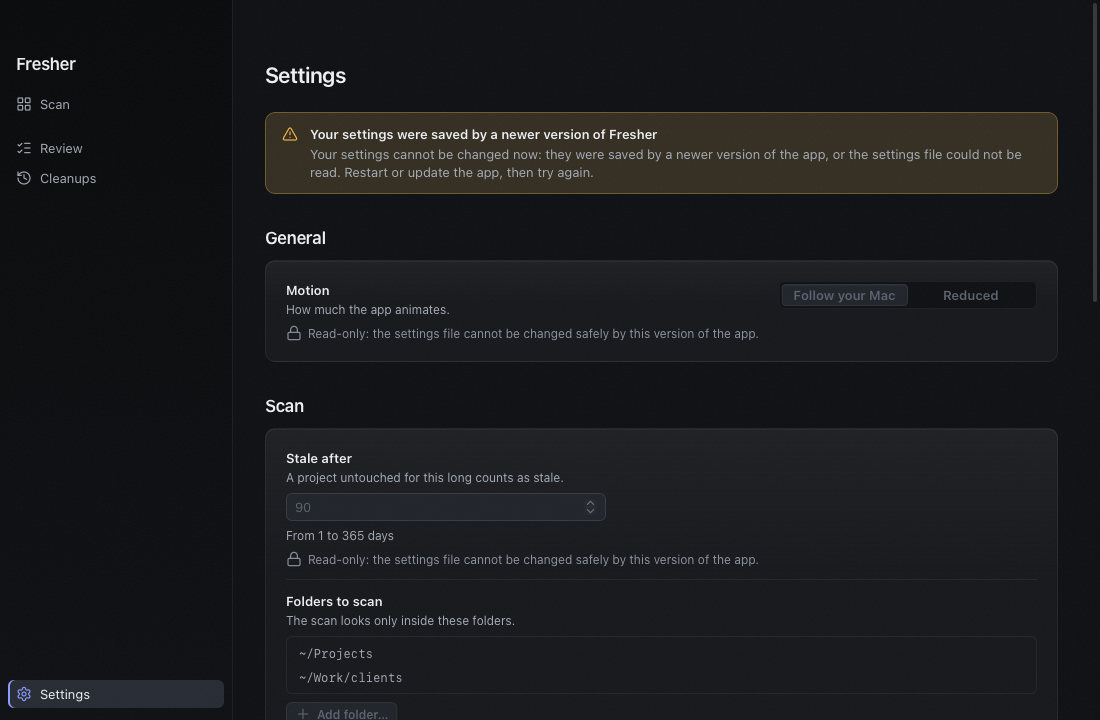 Fresher
Scan
Review
Cleanups
Settings
Settings
Your settings were saved by a newer version of Fresher
Your settings cannot be changed now: they were saved by a newer version of the app, or the settings file could not be
read. Restart or update the app, then try again.
General
Motion
How much the app animates.
Follow your Mac
Reduced
Read-only: the settings file cannot be changed safely by this version of the app.
Scan
Stale after
A project untouched for this long counts as stale.
90
From 1 to 365 days
Read-only: the settings file cannot be changed safely by this version of the app.
Folders to scan
The scan looks only inside these folders.
~/Projects
~/Work/clients
Add folder...